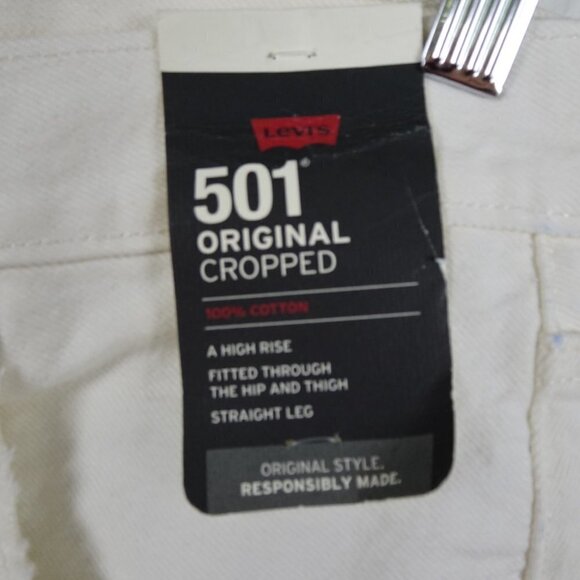 Levi's
501®
ORIGINAL
CROPPED
100% COTTON
A HIGH RISE
FITTED THROUGH
THE HIP AND THIGH
STRAIGHT LEG
ORIGINAL STYLE.
RESPONSIBLY MADE.